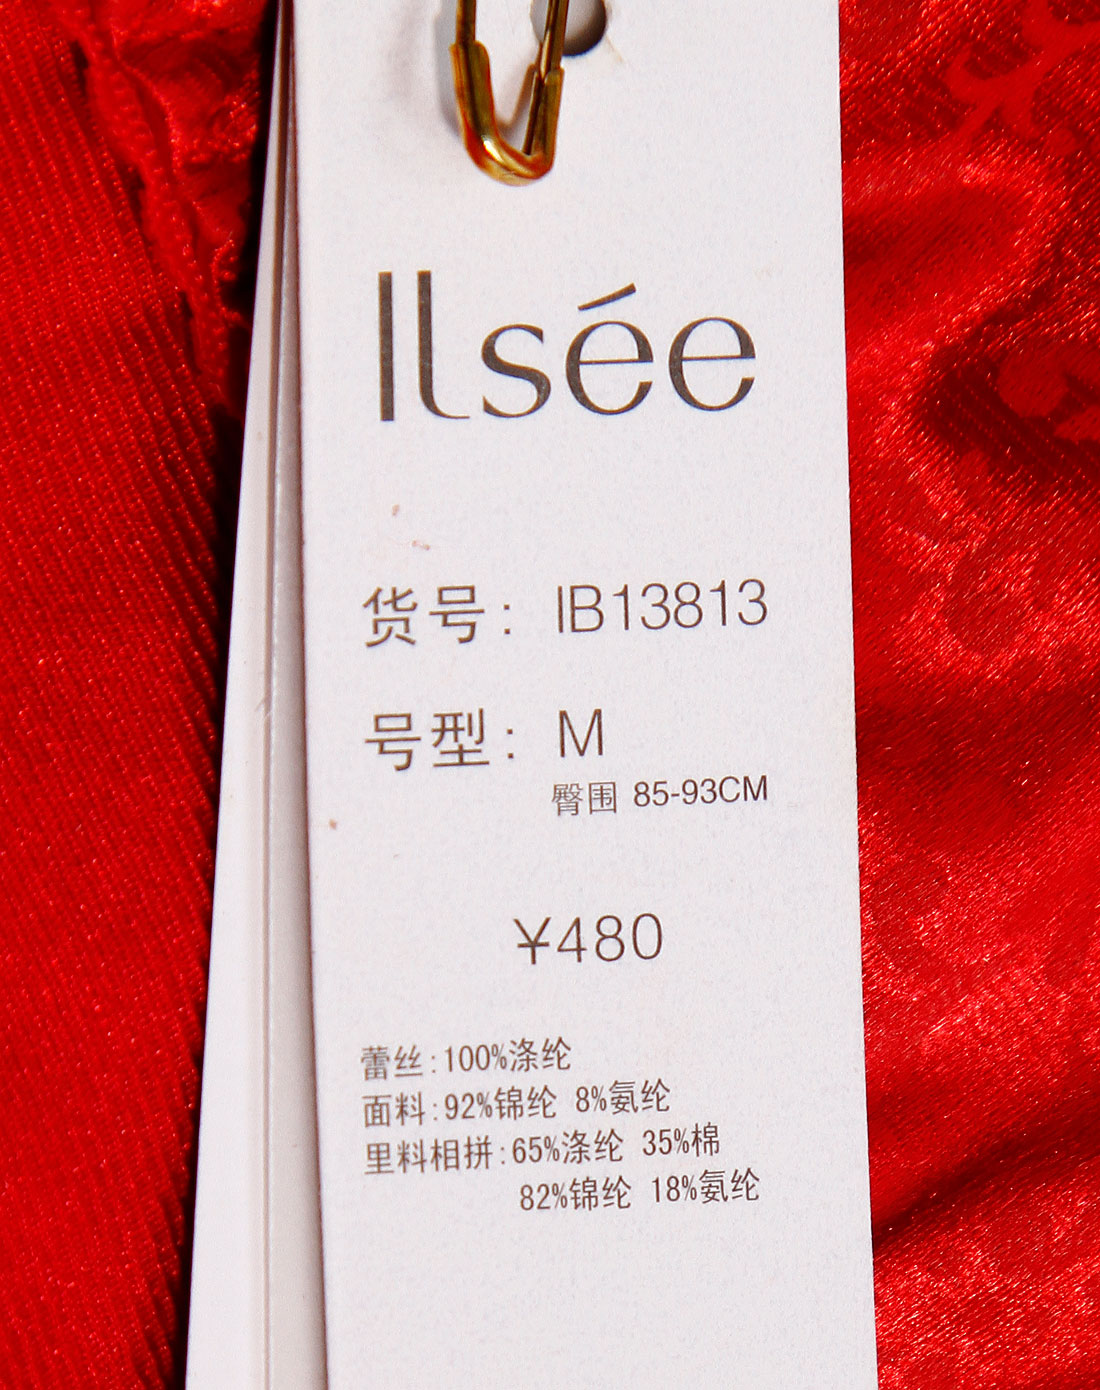 Ilsée
货号: IB13813
号型: M
臀围 85-93CM
¥480
蕾丝:100%涤纶
面料:92%锦纶 8%氨纶
里料相拼:65%涤纶 35%棉
82%锦纶 18%氨纶